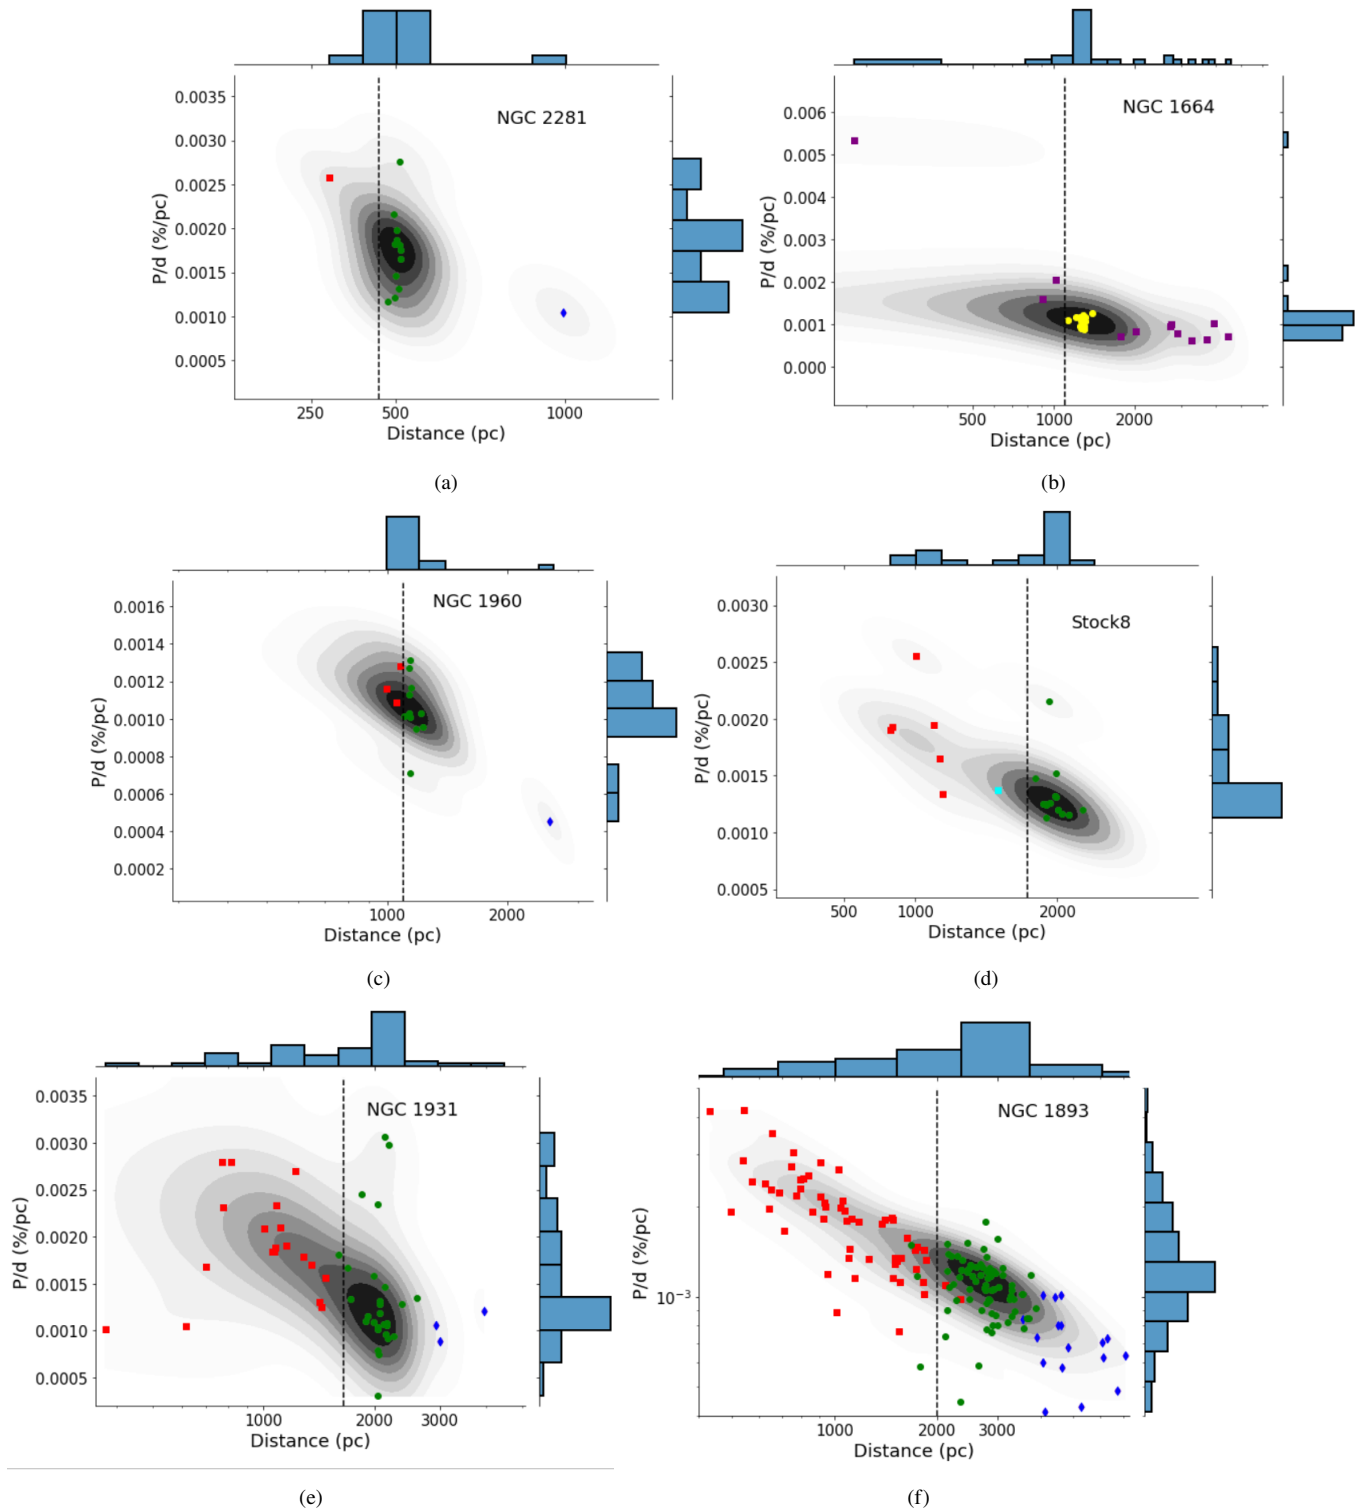 NGC 2281
0.0035
0.0030
0.0025
0.0020
0.0015
0.0010
0.0005
P/d (%/pc)
250 500 1000
Distance (pc)
(a)
NGC 1664
0.006
0.005
0.004
0.003
0.002
0.001
0.000
P/d (%/pc)
500 1000 2000
Distance (pc)
(b)
NGC 1960
0.0016
0.0014
0.0012
0.0010
0.0008
0.0006
0.0004
0.0002
P/d (%/pc)
1000 2000
Distance (pc)
(c)
Stock8
0.0030
0.0025
0.0020
0.0015
0.0010
0.0005
P/d (%/pc)
500 1000 2000
Distance (pc)
(d)
NGC 1931
0.0035
0.0030
0.0025
0.0020
0.0015
0.0010
0.0005
P/d (%/pc)
1000 2000 3000
Distance (pc)
(e)
NGC 1893
10⁻³
P/d (%/pc)
1000 2000 3000
Distance (pc)
(f)